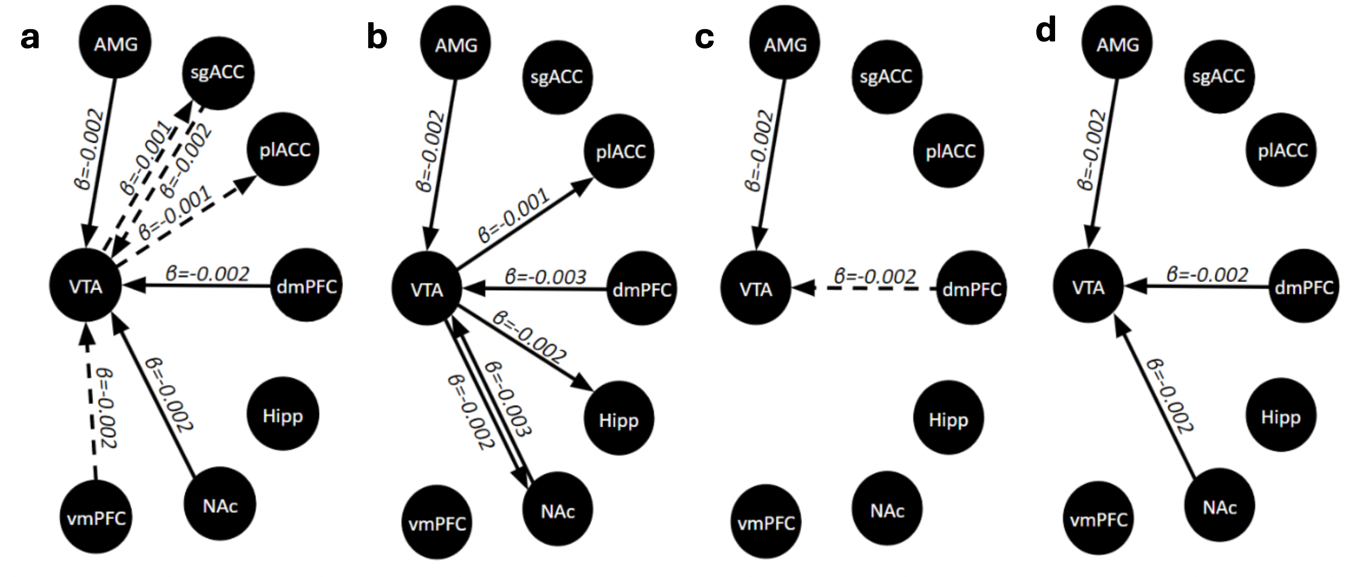 a
AMG
sgACC
plACC
VTA
dmPFC
Hipp
NAc
vmPFC
β=-0.002
β=-0.001
β=-0.002
β=-0.001
β=-0.002
β=-0.002
β=-0.002
b
AMG
sgACC
plACC
VTA
dmPFC
Hipp
NAc
vmPFC
β=-0.002
β=-0.001
β=-0.003
β=-0.002
β=-0.003
β=-0.002
c
AMG
sgACC
plACC
VTA
dmPFC
Hipp
NAc
vmPFC
β=-0.002
β=-0.002
d
AMG
sgACC
plACC
VTA
dmPFC
Hipp
NAc
vmPFC
β=-0.002
β=-0.002
β=-0.002